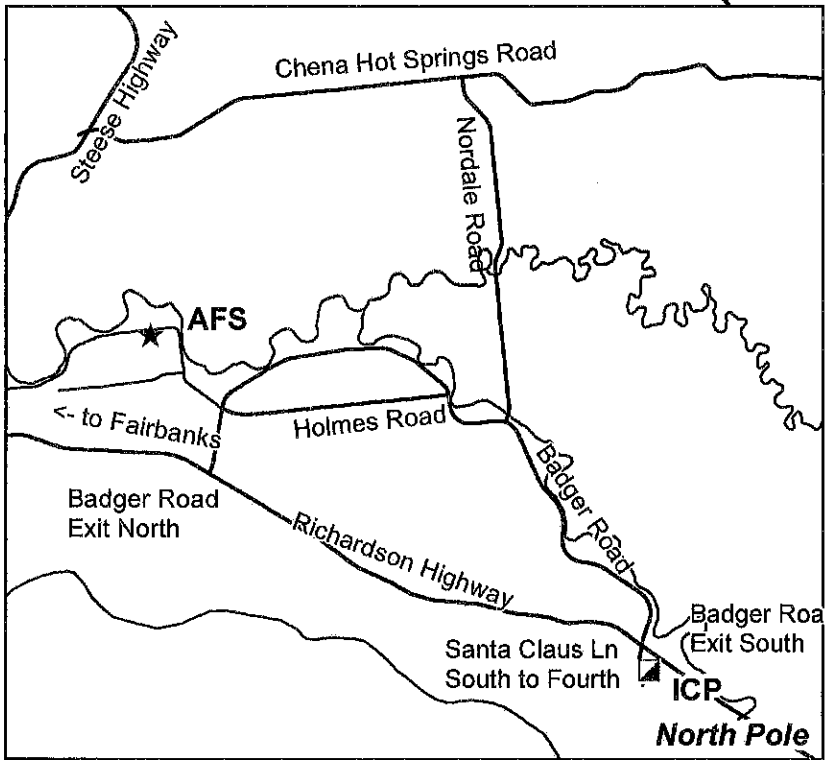 Chena Hot Springs Road
Steese Highway
Nordale Road
AFS
<- to Fairbanks
Holmes Road
Badger Road
Exit North
Badger Road
Richardson Highway
Badger Roa
Exit South
Santa Claus Ln
South to Fourth
ICP
North Pole